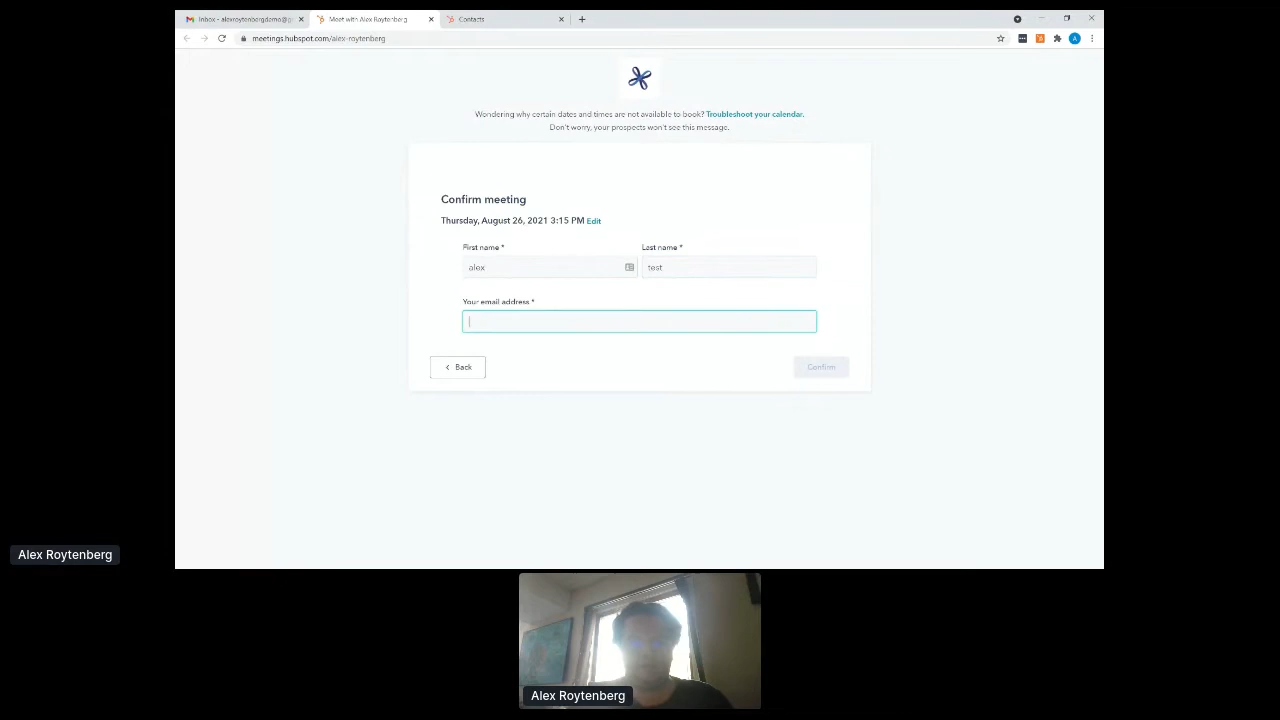 Inbox - alexroytenbergdemo@g
Meet with Alex Roytenberg
Contacts
meetings.hubspot.com/alex-roytenberg
A
Wondering why certain dates and times are not available to book? Troubleshoot your calendar.
Don't worry, your prospects won't see this message.
Confirm meeting
Thursday, August 26, 2021 3:15 PM Edit
First name *
Last name *
alex
test
Your email address *
Back
Confirm
Alex Roytenberg
Alex Roytenberg